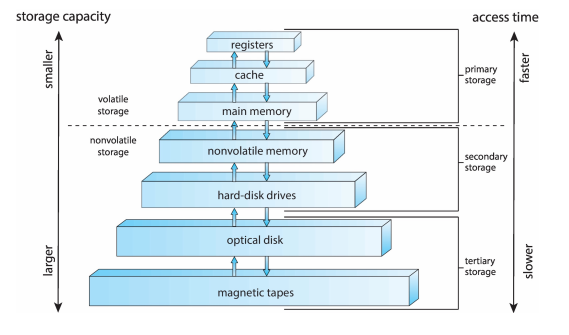 storage capacity
access time
smaller
faster
registers
cache
primary
storage
volatile
storage
main memory
nonvolatile
storage
nonvolatile memory
secondary
storage
hard-disk drives
optical disk
larger
slower
tertiary
storage
magnetic tapes